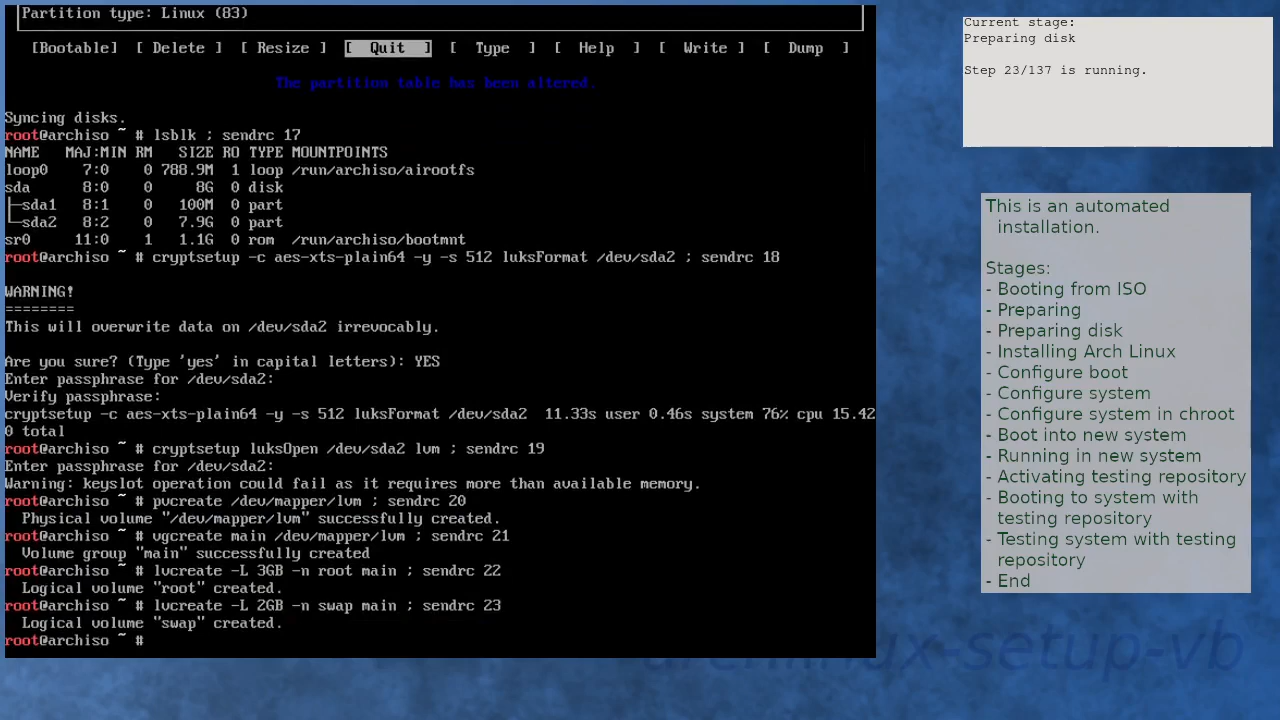 Partition type: Linux (83)
[Bootable] [ Delete ] [ Resize ] [ Quit ] [ Type ] [ Help ] [ Write ] [ Dump ]
The partition table has been altered.
Syncing disks.
root@archiso ~ # lsblk ; sendrc 17
NAME MAJ:MIN RM SIZE RO TYPE MOUNTPOINTS
loop0 7:0 0 788.9M 1 loop /run/archiso/airootfs
sda 8:0 0 8G 0 disk
├─sda1 8:1 0 100M 0 part
└─sda2 8:2 0 7.9G 0 part
sr0 11:0 1 1.1G 0 rom /run/archiso/bootmnt
root@archiso ~ # cryptsetup -c aes-xts-plain64 -y -s 512 luksFormat /dev/sda2 ; sendrc 18
WARNING!
========
This will overwrite data on /dev/sda2 irrevocably.
Are you sure? (Type 'yes' in capital letters): YES
Enter passphrase for /dev/sda2:
Verify passphrase:
cryptsetup -c aes-xts-plain64 -y -s 512 luksFormat /dev/sda2 11.33s user 0.46s system 76% cpu 15.42
0 total
root@archiso ~ # cryptsetup luksOpen /dev/sda2 lvm ; sendrc 19
Enter passphrase for /dev/sda2:
Warning: keyslot operation could fail as it requires more than available memory.
root@archiso ~ # pvcreate /dev/mapper/lvm ; sendrc 20
Physical volume "/dev/mapper/lvm" successfully created.
root@archiso ~ # vgcreate main /dev/mapper/lvm ; sendrc 21
Volume group "main" successfully created
root@archiso ~ # lvcreate -L 3GB -n root main ; sendrc 22
Logical volume "root" created.
root@archiso ~ # lvcreate -L 2GB -n swap main ; sendrc 23
Logical volume "swap" created.
root@archiso ~ #
Current stage:
Preparing disk
Step 23/137 is running.
This is an automated
installation.
Stages:
- Booting from ISO
- Preparing
- Preparing disk
- Installing Arch Linux
- Configure boot
- Configure system
- Configure system in chroot
- Boot into new system
- Running in new system
- Activating testing repository
- Booting to system with
testing repository
- Testing system with testing
repository
- End
archlinux-setup-vb